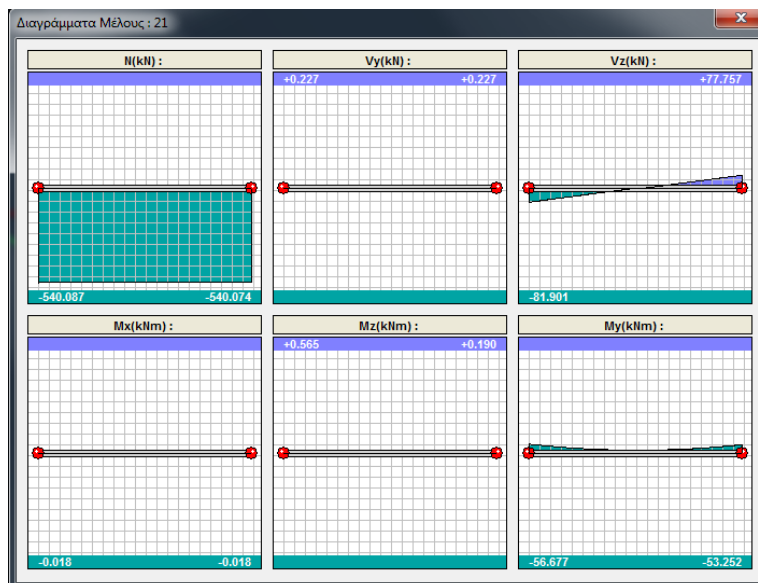 Διαγράμματα Μέλους : 21
N(kN) :
Vy(kN) :
Vz(kN) :
+0.227 +0.227
+77.757
-540.087 -540.074
-81.901
Mx(kNm) :
Mz(kNm) :
My(kNm) :
+0.565 +0.190
-0.018 -0.018
-56.677 -53.252